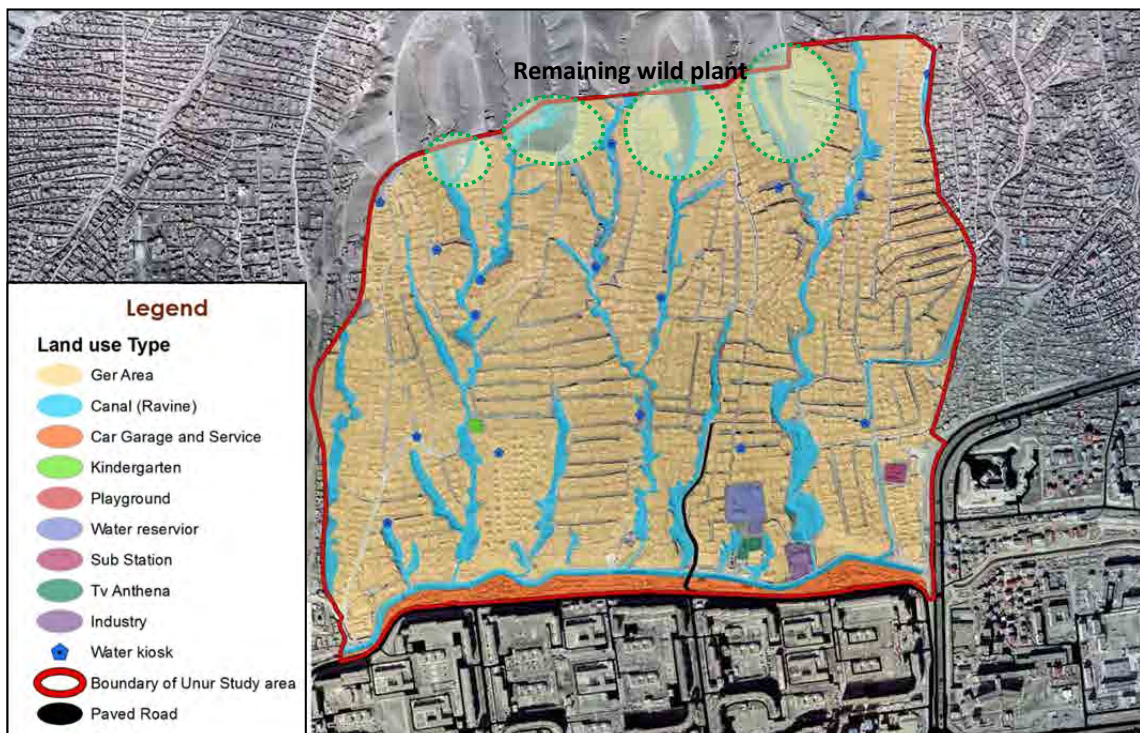 Remaining wild plant
Legend
Land use Type
Ger Area
Canal (Ravine)
Car Garage and Service
Kindergarten
Playground
Water reservior
Sub Station
Tv Anthena
Industry
Water kiosk
Boundary of Unur Study area
Paved Road